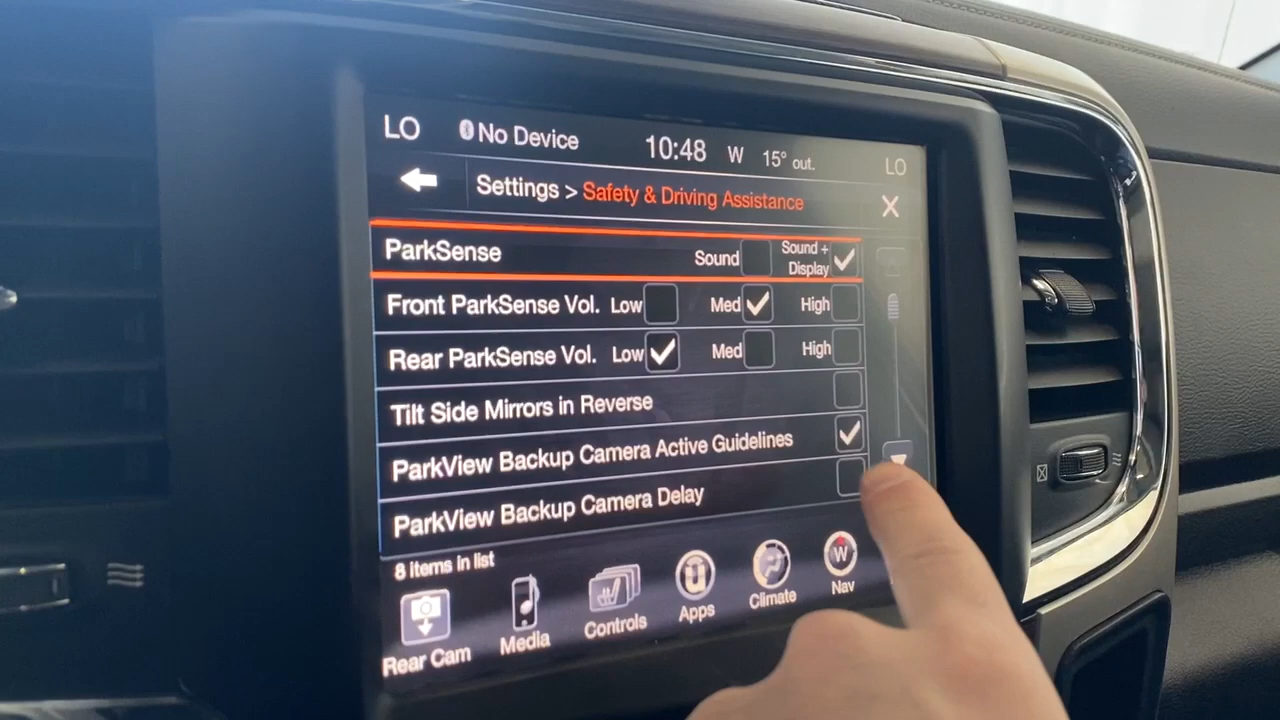 LO No Device 10:48 W 15° out. LO
Settings > Safety & Driving Assistance X
ParkSense Sound Sound + Display
Front ParkSense Vol. Low Med High
Rear ParkSense Vol. Low Med High
Tilt Side Mirrors in Reverse
ParkView Backup Camera Active Guidelines
ParkView Backup Camera Delay
8 items in list
Rear Cam Media Controls Apps Climate W Nav